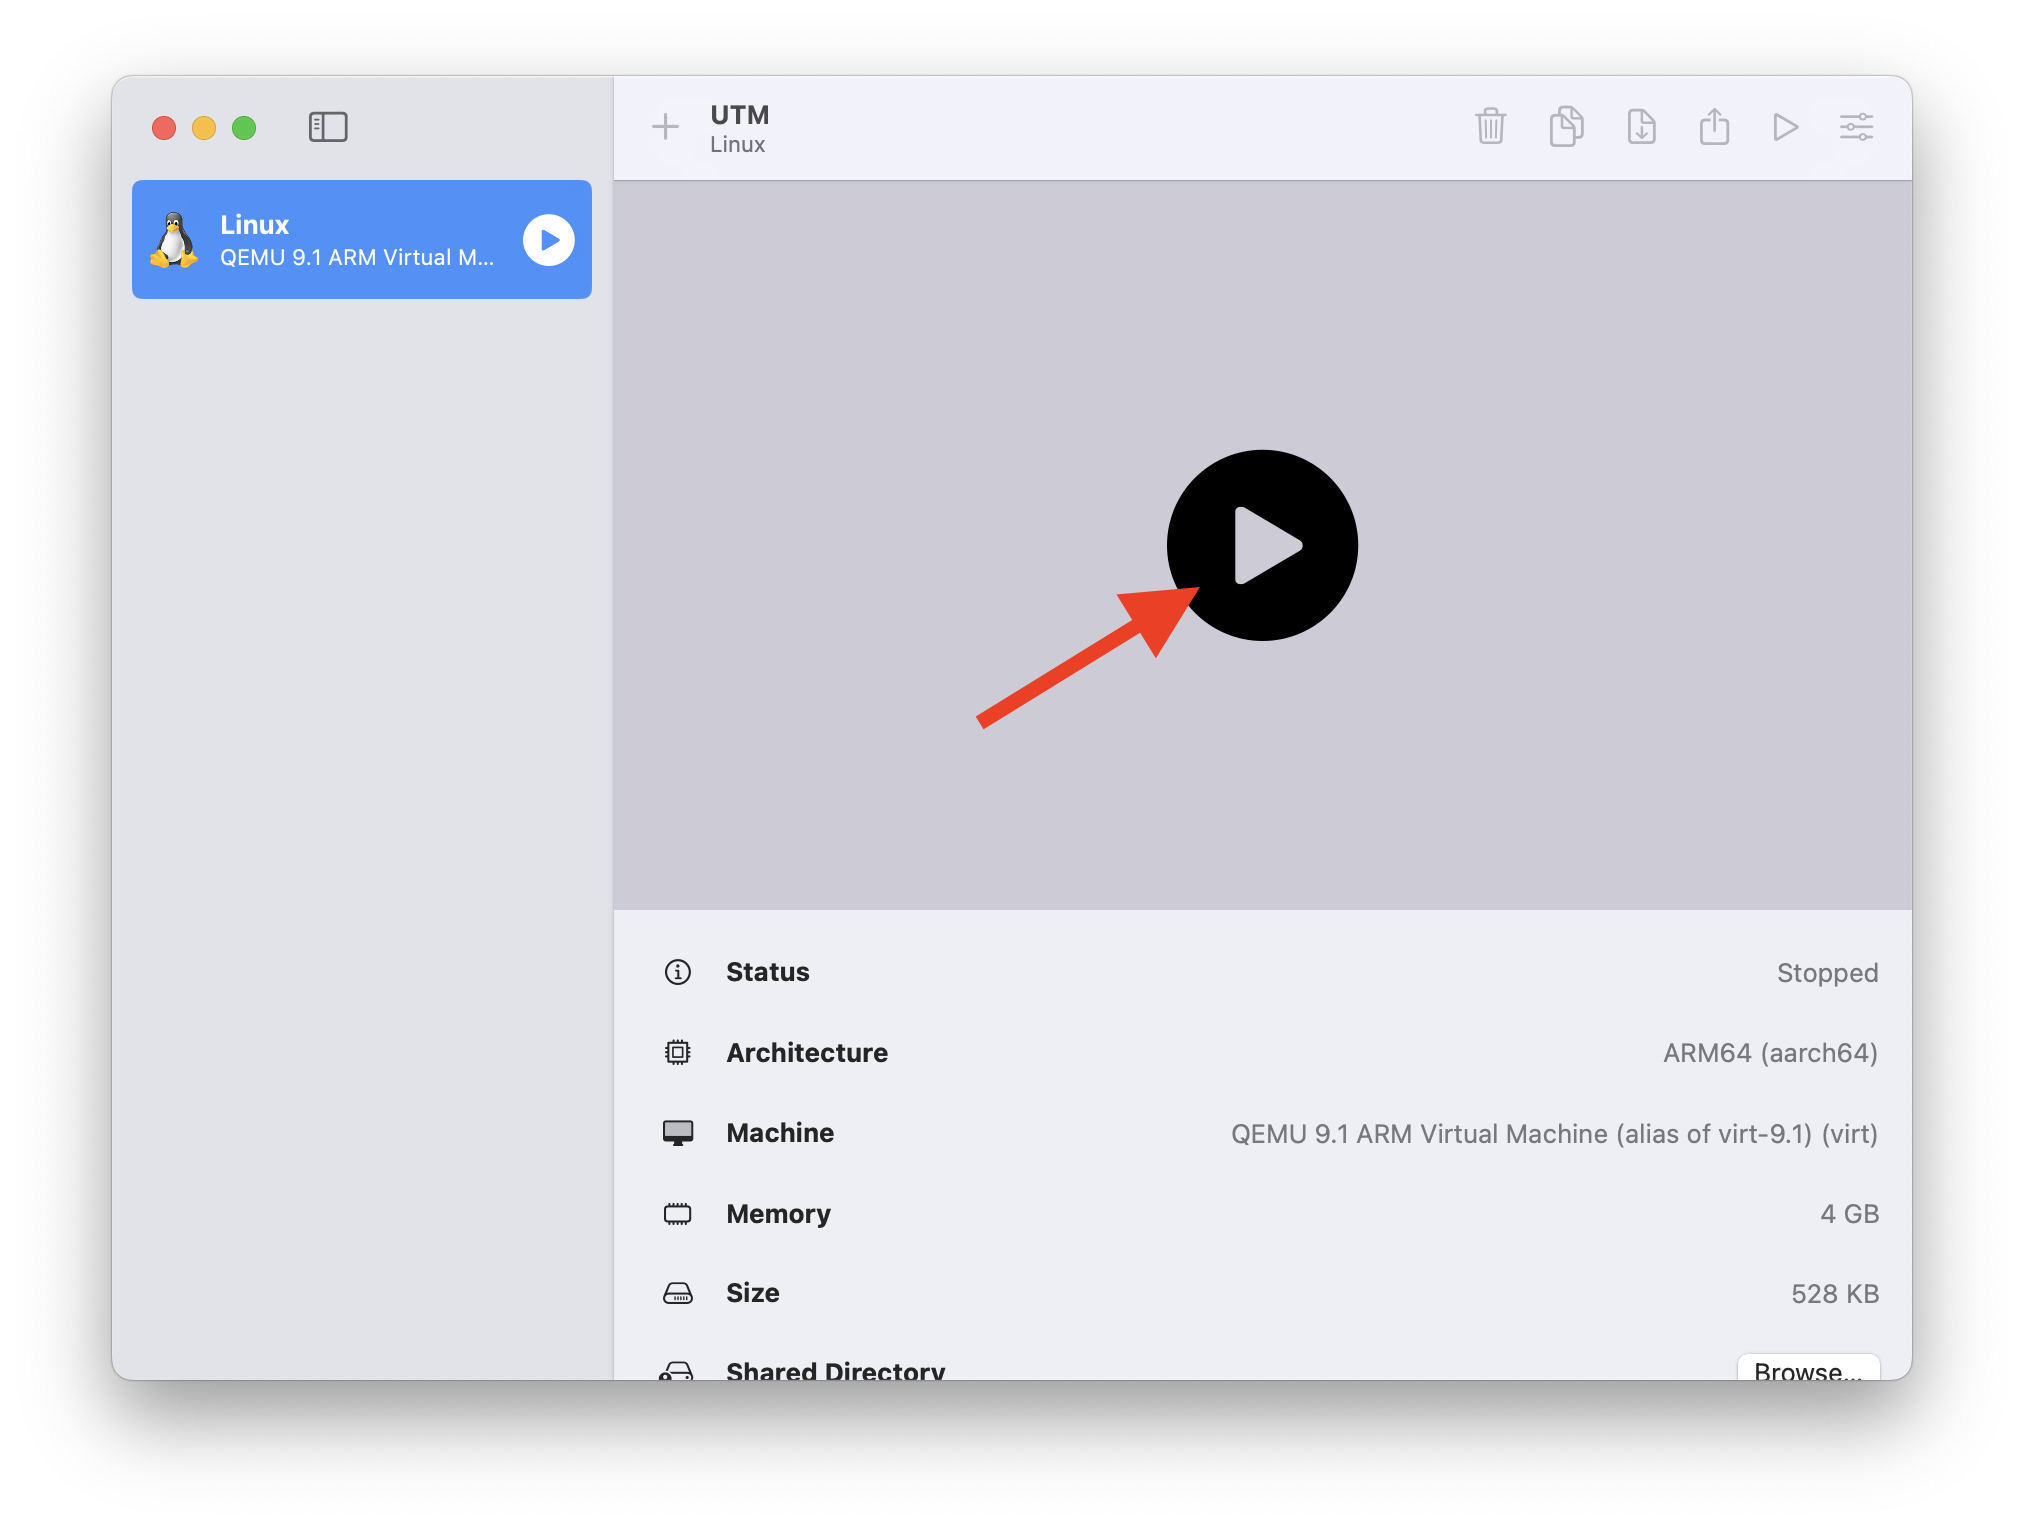 UTM
Linux
Linux
QEMU 9.1 ARM Virtual M...
Status
Stopped
Architecture
ARM64 (aarch64)
Machine
QEMU 9.1 ARM Virtual Machine (alias of virt-9.1) (virt)
Memory
4 GB
Size
528 KB
Shared Directory
Browse...